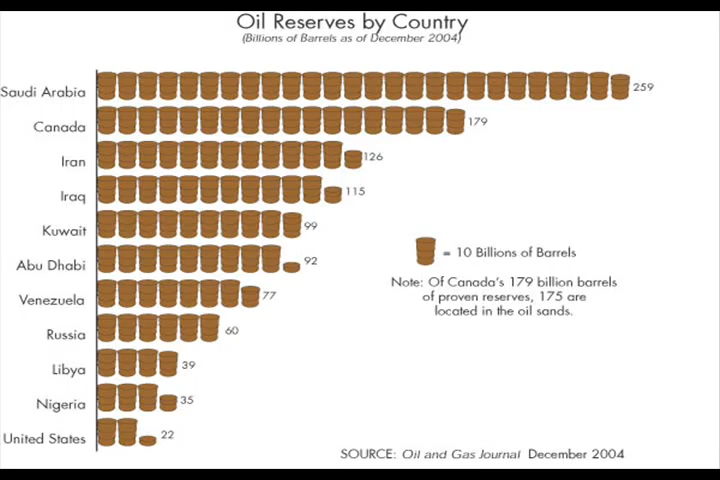 Oil Reserves by Country
(Billions of Barrels as of December 2004)
Saudi Arabia 259
Canada 179
Iran 126
Iraq 115
Kuwait 99
Abu Dhabi 92
= 10 Billions of Barrels
Note: Of Canada's 179 billion barrels
of proven reserves, 175 are
located in the oil sands.
Venezuela 77
Russia 60
Libya 39
Nigeria 35
United States 22
SOURCE: Oil and Gas Journal December 2004